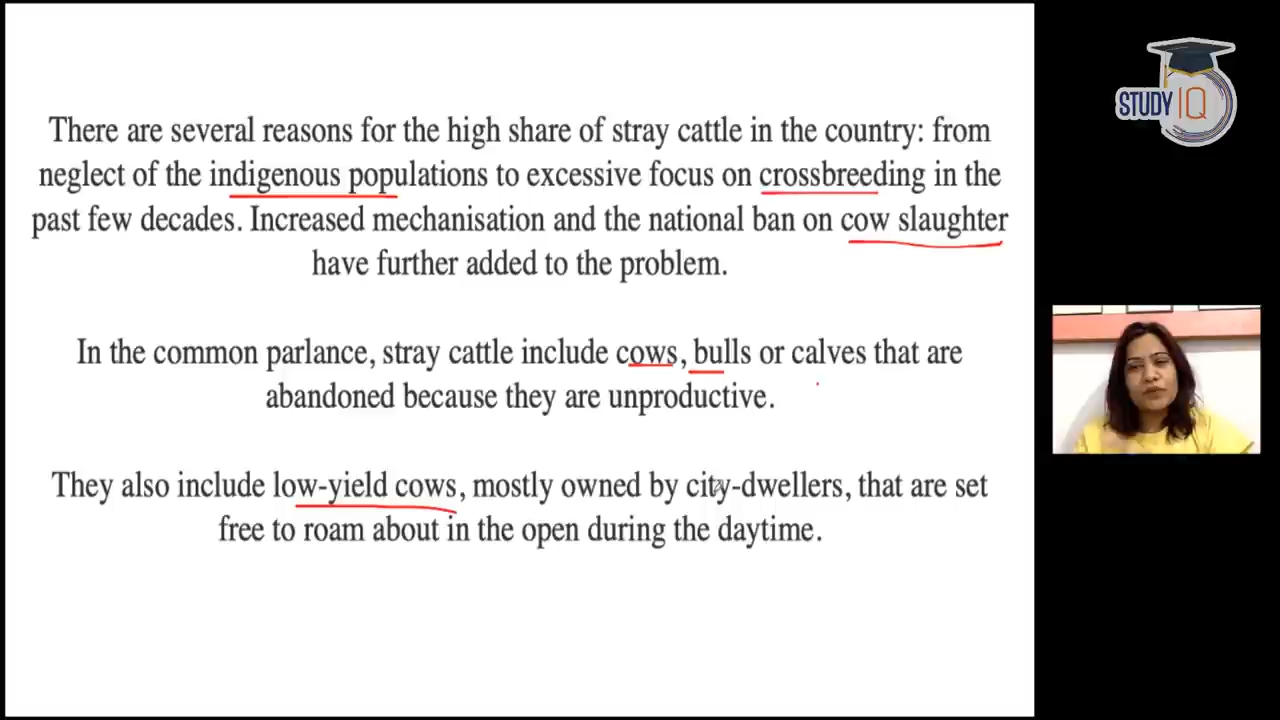 There are several reasons for the high share of stray cattle in the country: from
neglect of the indigenous populations to excessive focus on crossbreeding in the
past few decades. Increased mechanisation and the national ban on cow slaughter
have further added to the problem.
In the common parlance, stray cattle include cows, bulls or calves that are
abandoned because they are unproductive.
They also include low-yield cows, mostly owned by city-dwellers, that are set
free to roam about in the open during the daytime.
STUDY IQ